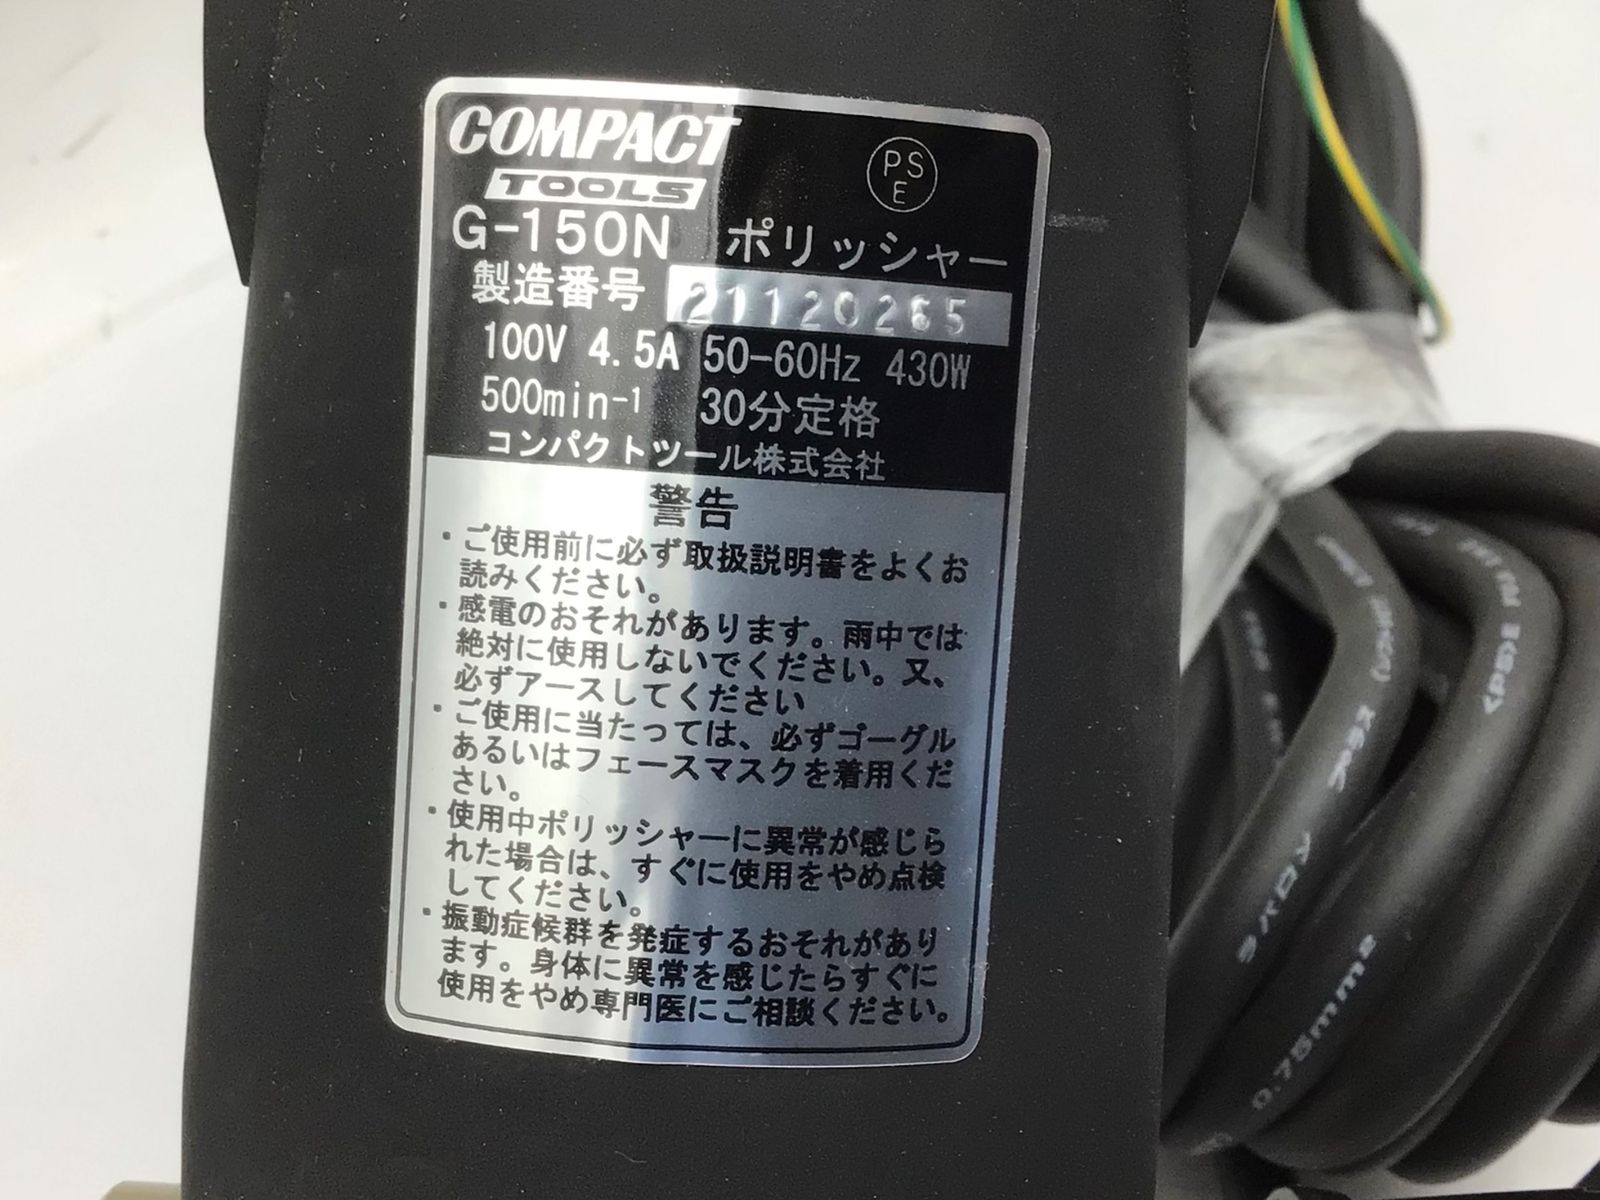 COMPACT
TOOLS
PS
E
G-150N ポリッシャー
製造番号 21120265
100V 4.5A 50-60Hz 430W
500min-1 30分定格
コンパクトツール株式会社
警告
・ご使用前に必ず取扱説明書をよくお
読みください。
・感電のおそれがあります。雨中では
絶対に使用しないでください。又、
必ずアースしてください
・ご使用に当たっては、必ずゴーグル
あるいはフェースマスクを着用くだ
さい。
・使用中ポリッシャーに異常が感じら
れた場合は、すぐに使用をやめ点検
してください。
・振動症候群を発症するおそれがあり
ます。身体に異常を感じたらすぐに
使用をやめ専門医にご相談ください。
0.75mm2